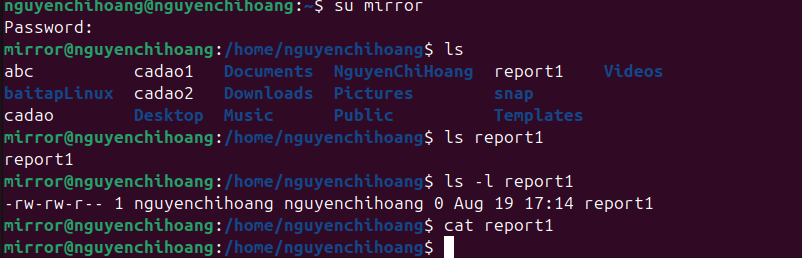 nguyenchihoang@nguyenchihoang:~$ su mirror
Password:
mirror@nguyenchihoang:/home/nguyenchihoang$ ls
abc cadao1 Documents NguyenChiHoang report1 Videos
baitapLinux cadao2 Downloads Pictures snap
cadao Desktop Music Public Templates
mirror@nguyenchihoang:/home/nguyenchihoang$ ls report1
report1
mirror@nguyenchihoang:/home/nguyenchihoang$ ls -l report1
-rw-rw-r-- 1 nguyenchihoang nguyenchihoang 0 Aug 19 17:14 report1
mirror@nguyenchihoang:/home/nguyenchihoang$ cat report1
mirror@nguyenchihoang:/home/nguyenchihoang$